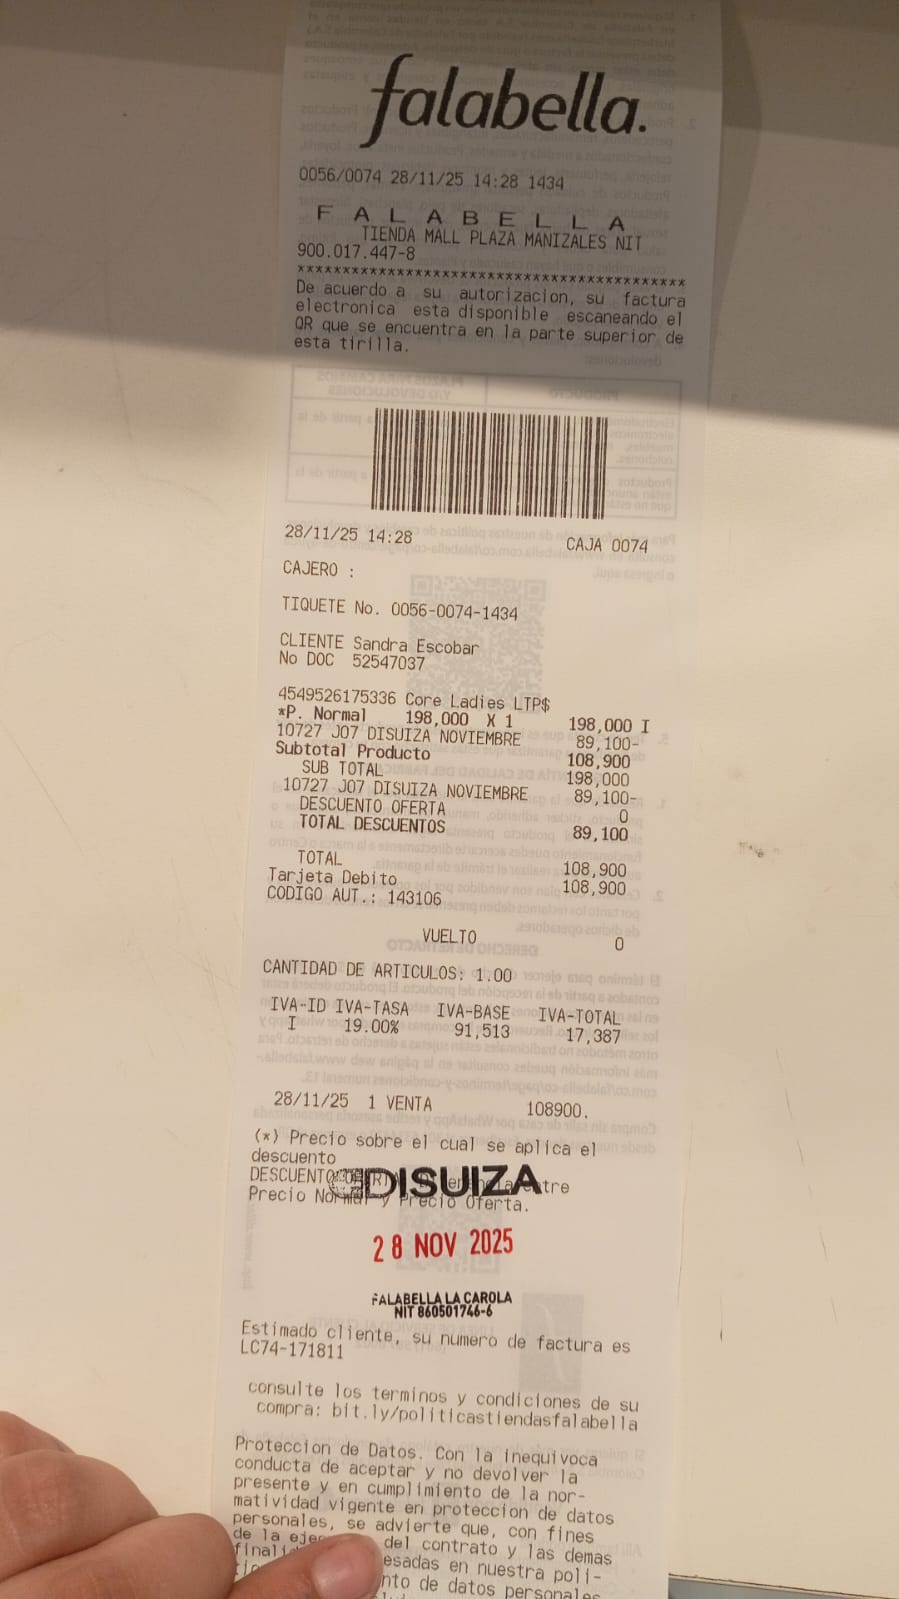 falabella.
0056/0074 28/11/25 14:28 1434
F A L A B E L L A
TIENDA MALL PLAZA MANIZALES NIT
900.017.447-8
*******************************************
De acuerdo a su autorizacion, su factura
electronica esta disponible escaneando el
QR que se encuentra en la parte superior de
esta tirilla.
28/11/25 14:28 CAJA 0074
CAJERO :
TIQUETE No. 0056-0074-1434
CLIENTE Sandra Escobar
No DOC 52547037
4549526175336 Core Ladies LTP$
*P. Normal 198,000 X 1 198,000 I
10727 J07 DISUIZA NOVIEMBRE 89,100-
Subtotal Producto 108,900
SUB TOTAL 198,000
10727 J07 DISUIZA NOVIEMBRE 89,100-
DESCUENTO OFERTA 0
TOTAL DESCUENTOS 89,100
TOTAL 108,900
Tarjeta Debito 108,900
CODIGO AUT.: 143106
VUELTO 0
CANTIDAD DE ARTICULOS: 1.00
IVA-ID IVA-TASA IVA-BASE IVA-TOTAL
I 19.00% 91,513 17,387
28/11/25 1 VENTA 108900.
(*) Precio sobre el cual se aplica el
descuento
DESCUENTO
DISUIZA
Precio Normal y Precio Oferta.
28 NOV 2025
FALABELLA LA CAROLA
NIT 860501746-6
Estimado cliente, su numero de factura es
LC74-171811
consulte los terminos y condiciones de su
compra: bit.ly/politicastiendasfalabella
Proteccion de Datos. Con la inequivoca
conducta de aceptar y no devolver la
presente y en cumplimiento de la nor-
matividad vigente en proteccion de datos
personales, se advierte que, con fines
de la del contrato y las demas
en nuestra poli-
de datos personales